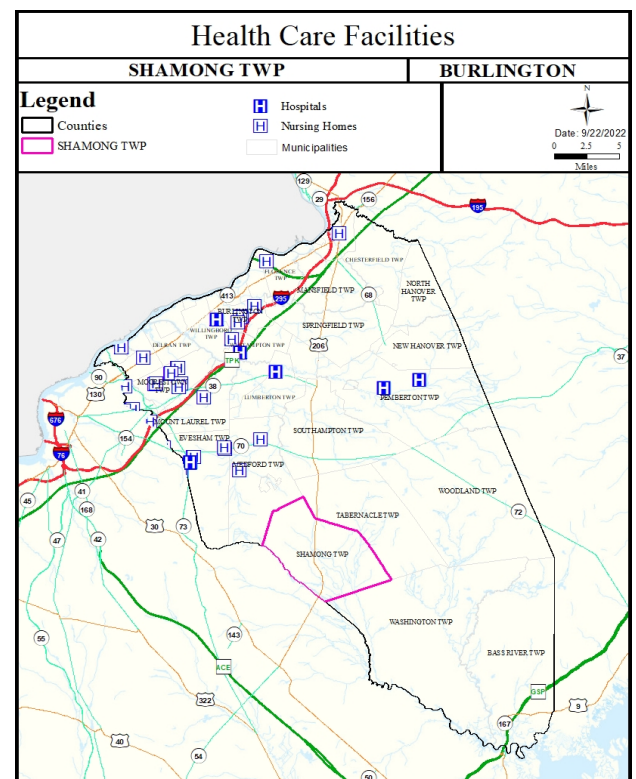 Health Care Facilities
SHAMONG TWP
BURLINGTON
Legend
Counties
SHAMONG TWP
H Hospitals
H Nursing Homes
Municipalities
N
Date: 9/22/2022
0 2.5 5
Miles
129
29
156
195
CHESTERFIELD TWP
FLORENCE
TWP
NORTH
HANOVER
TWP
MANSFIELD TWP
295
68
413
SPRINGFIELD TWP
WILLINGBORO
TWP
206
NEW HANOVER TWP
DELRAN TWP
TPK
37
90
130
38
LUMBERTON TWP
PEMBERTON TWP
MOUNT LAUREL TWP
SOUTHAMPTON TWP
676
154
EVESHAM TWP
70
76
MEDFORD TWP
WOODLAND TWP
41
45
168
72
30
73
TABERNACLE TWP
47
42
SHAMONG TWP
WASHINGTON TWP
143
55
BASS RIVER TWP
ACE
GSP
322
9
167
40
54
50